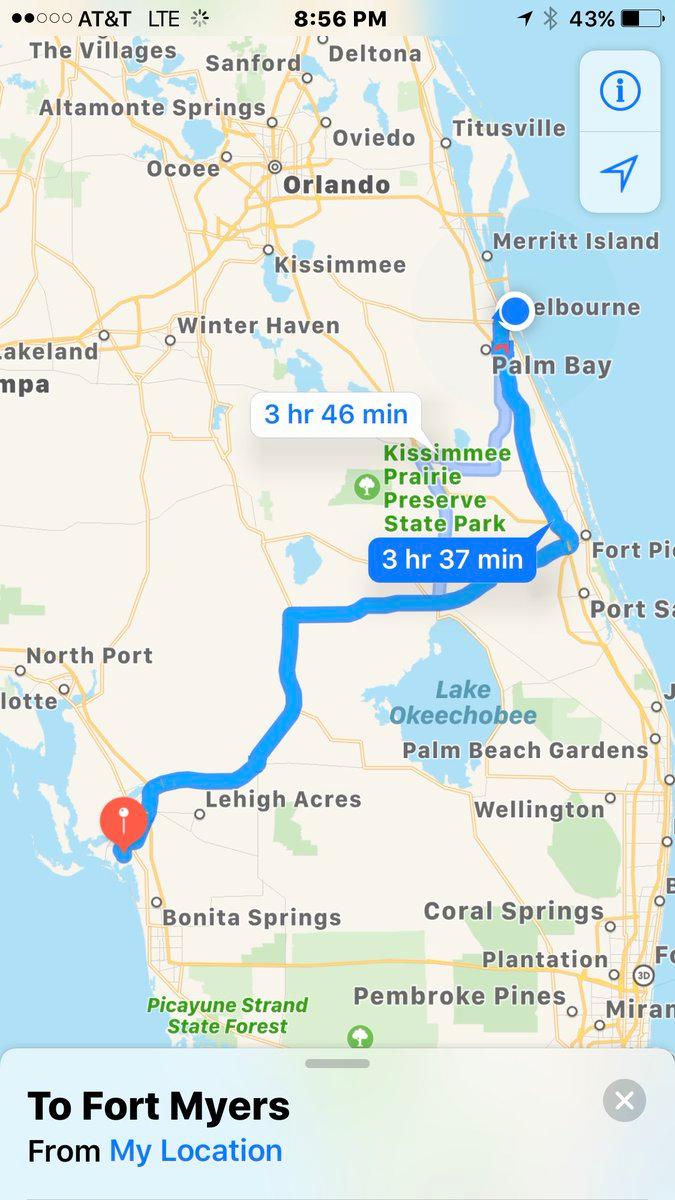 AT&T LTE 8:56 PM 43%
The Villages
Sanford
Deltona
Altamonte Springs
Oviedo
Titusville
Ocoee
Orlando
Merritt Island
Kissimmee
elbourne
Winter Haven
Lakeland
mpa
Palm Bay
3 hr 46 min
Kissimmee
Prairie
Preserve
State Park
3 hr 37 min
Fort Pi
Port Sa
North Port
lotte
Lake
Okeechobee
J
Palm Beach Gardens
Lehigh Acres
Wellington
B
Bonita Springs
Coral Springs
Plantation
Fo
3D
Picayune Strand
State Forest
Pembroke Pines
Miram
To Fort Myers
From My Location